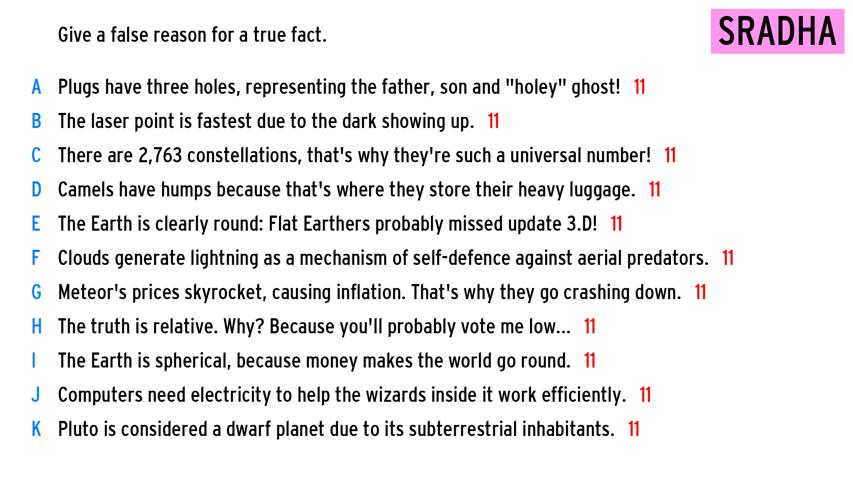 Give a false reason for a true fact.
SRADHA
A Plugs have three holes, representing the father, son and "holey" ghost! 11
B The laser point is fastest due to the dark showing up. 11
C There are 2,763 constellations, that's why they're such a universal number! 11
D Camels have humps because that's where they store their heavy luggage. 11
E The Earth is clearly round: Flat Earthers probably missed update 3.D! 11
F Clouds generate lightning as a mechanism of self-defence against aerial predators. 11
G Meteor's prices skyrocket, causing inflation. That's why they go crashing down. 11
H The truth is relative. Why? Because you'll probably vote me low... 11
I The Earth is spherical, because money makes the world go round. 11
J Computers need electricity to help the wizards inside it work efficiently. 11
K Pluto is considered a dwarf planet due to its subterrestrial inhabitants. 11